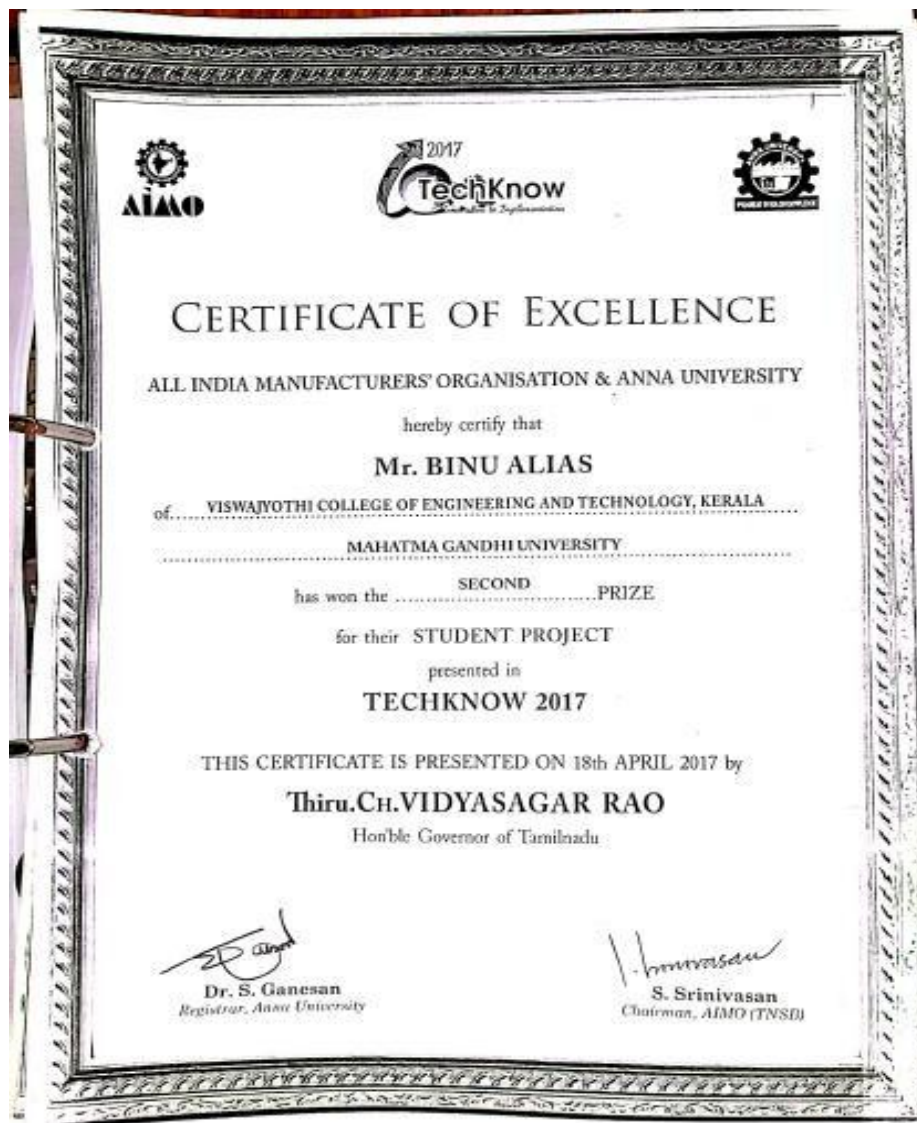 AIMO
2017
TechKnow
CERTIFICATE OF EXCELLENCE
ALL INDIA MANUFACTURERS' ORGANISATION & ANNA UNIVERSITY
hereby certify that
Mr. BINU ALIAS
of VISWAJYOTHI COLLEGE OF ENGINEERING AND TECHNOLOGY, KERALA
MAHATMA GANDHI UNIVERSITY
has won the SECOND PRIZE
for their STUDENT PROJECT
presented in
TECHKNOW 2017
THIS CERTIFICATE IS PRESENTED ON 18th APRIL 2017 by
Thiru.CH.VIDYASAGAR RAO
Hon'ble Governor of Tamilnadu
Dr. S. Ganesan
Registrar, Anna University
S. Srinivasan
Chairman, AIMO (TNSB)